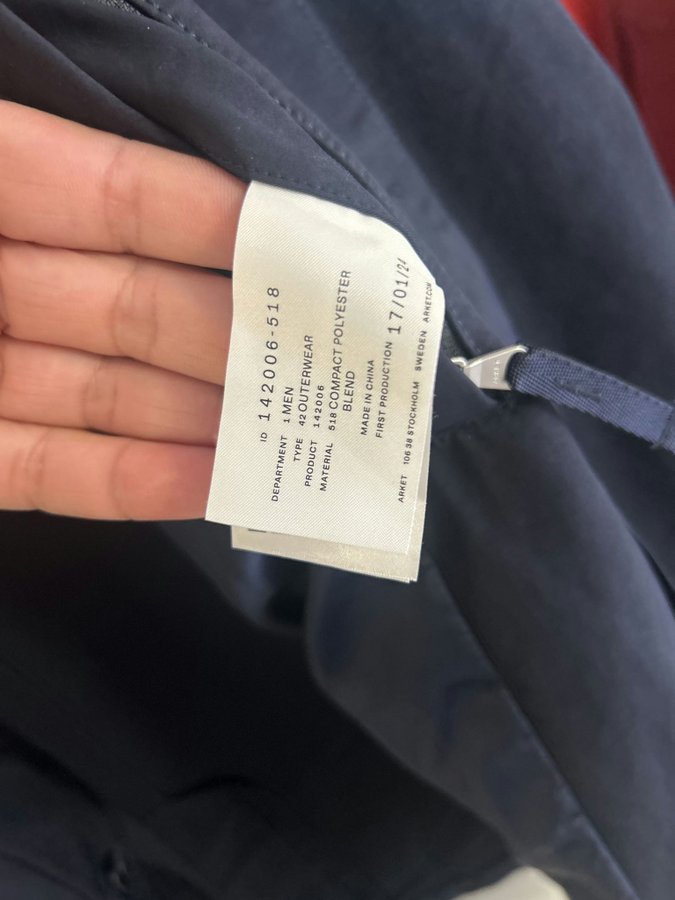 ID 142006-518
DEPARTMENT 1 MEN
TYPE 42 OUTERWEAR
PRODUCT 142006
MATERIAL 518 COMPACT POLYESTER
BLEND
MADE IN CHINA
FIRST PRODUCTION 17/01/24
ARKET 106 38 STOCKHOLM SWEDEN ARKET.COM